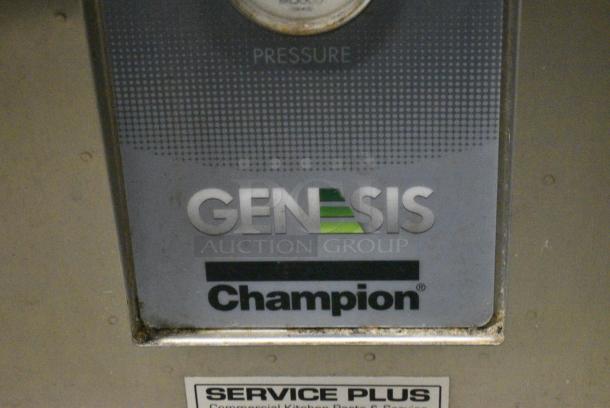 PRESSURE
GENESIS
AUCTION GROUP
Champion®
SERVICE PLUS
Commercial Kitchen Parts & Service